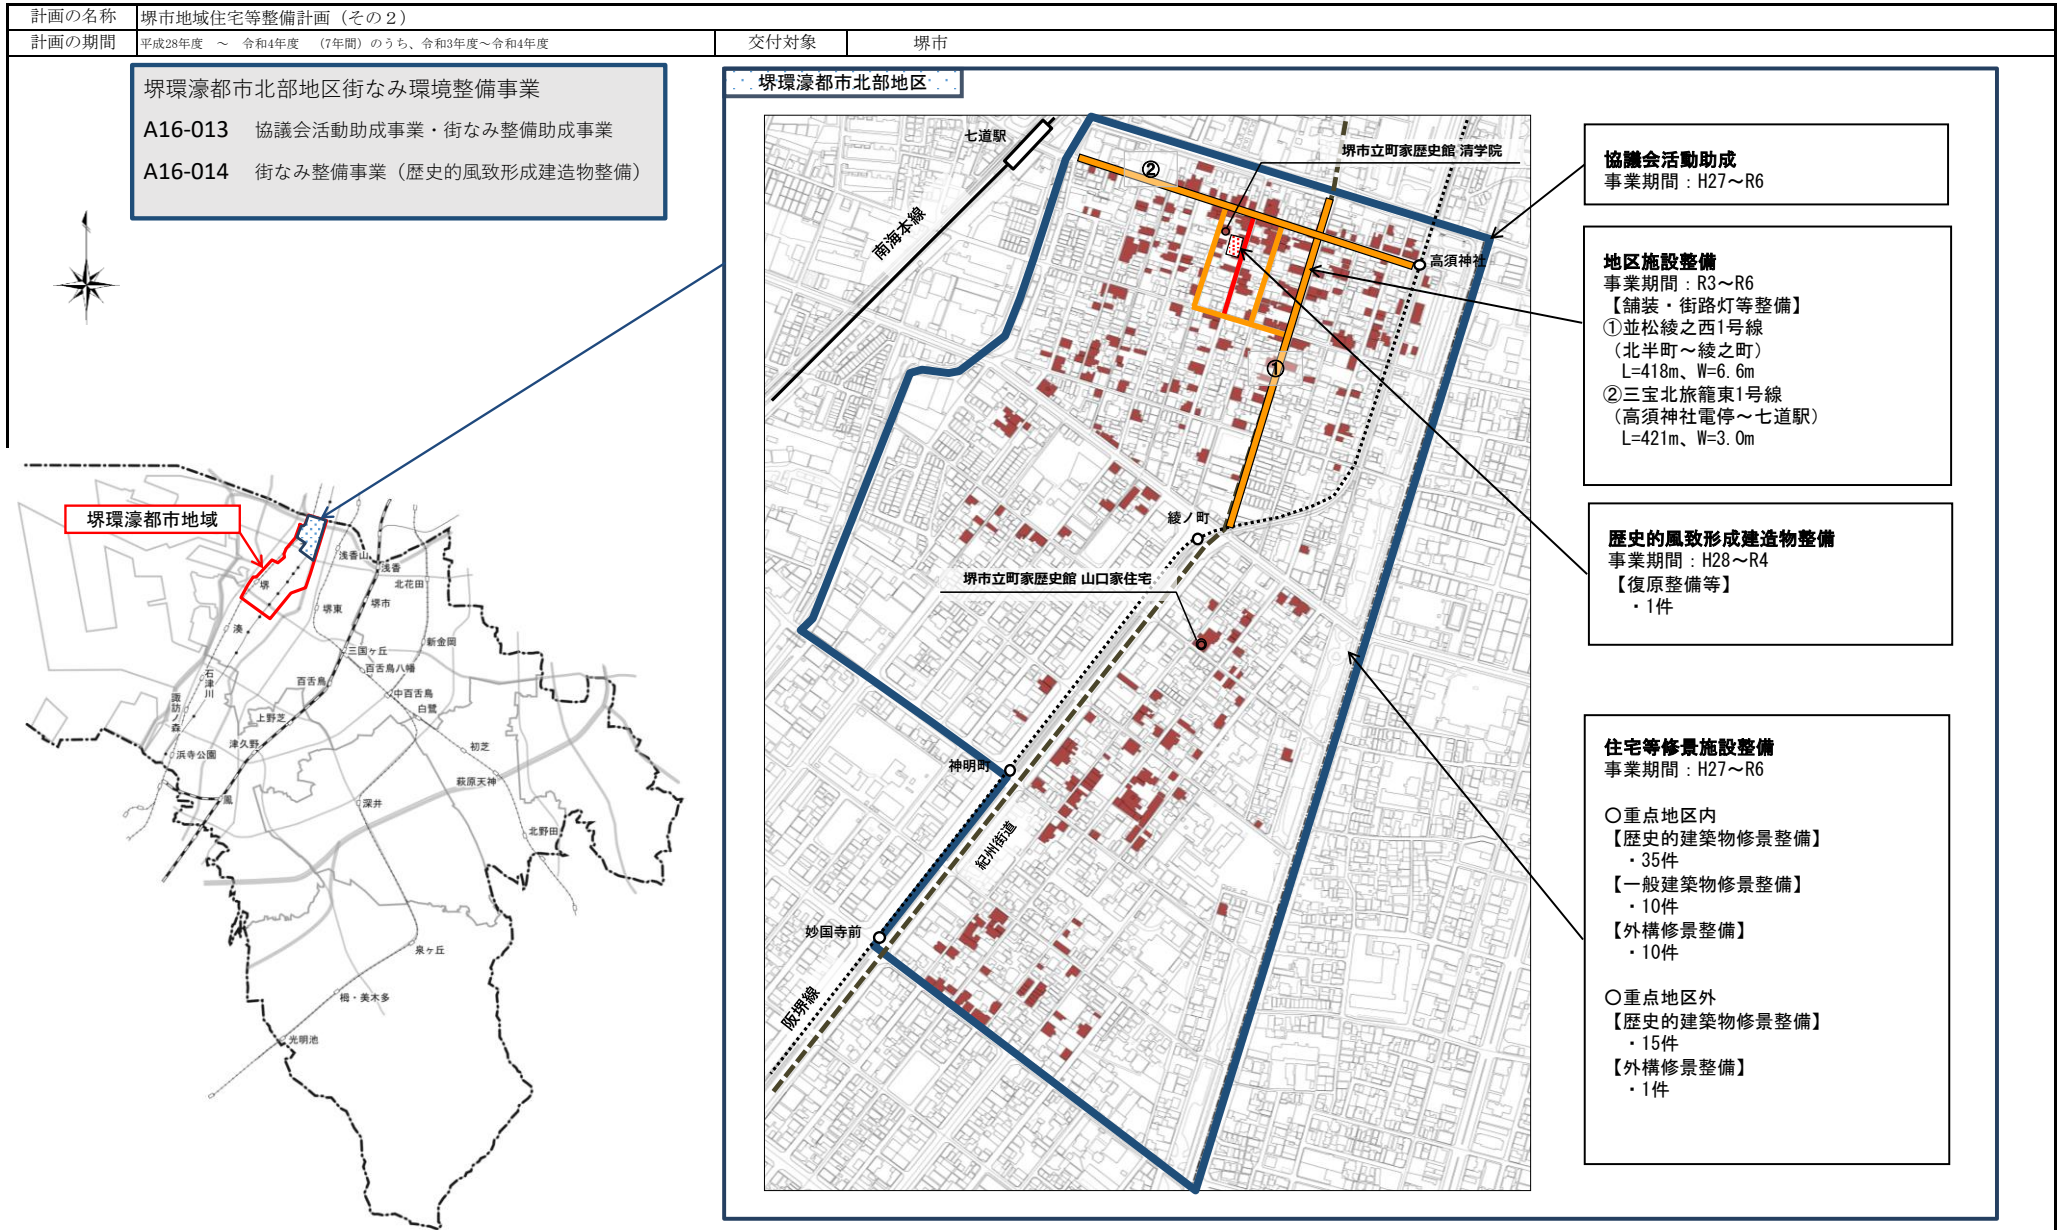 計画の名称 堺市地域住宅等整備計画（その２）
計画の期間 平成28年度 ～ 令和4年度 （7年間）のうち、令和3年度～令和4年度 交付対象 堺市
堺環濠都市北部地区街なみ環境整備事業
A16-013 協議会活動助成事業・街なみ整備助成事業
A16-014 街なみ整備事業（歴史的風致形成建造物整備）
堺環濠都市地域
浅香山
浅香
北花田
堺
堺東
堺市
湊
新金岡
三国ヶ丘
百舌鳥八幡
石津川
百舌鳥
中百舌鳥
諏訪ノ森
白鷺
上野芝
津久野
初芝
浜寺公園
萩原天神
鳳
深井
北野田
泉ヶ丘
栂・美木多
光明池
堺環濠都市北部地区
七道駅
堺市立町家歴史館 清学院
②
南海本線
高須神社
①
綾ノ町
堺市立町家歴史館 山口家住宅
神明町
紀州街道
妙国寺前
阪堺線
協議会活動助成
事業期間：H27～R6
地区施設整備
事業期間：R3～R6
【舗装・街路灯等整備】
①並松綾之西1号線
（北半町～綾之町）
L=418m、W=6.6m
②三宝北旅籠東1号線
（高須神社電停～七道駅）
L=421m、W=3.0m
歴史的風致形成建造物整備
事業期間：H28～R4
【復原整備等】
・1件
住宅等修景施設整備
事業期間：H27～R6
○重点地区内
【歴史的建築物修景整備】
・35件
【一般建築物修景整備】
・10件
【外構修景整備】
・10件
○重点地区外
【歴史的建築物修景整備】
・15件
【外構修景整備】
・1件